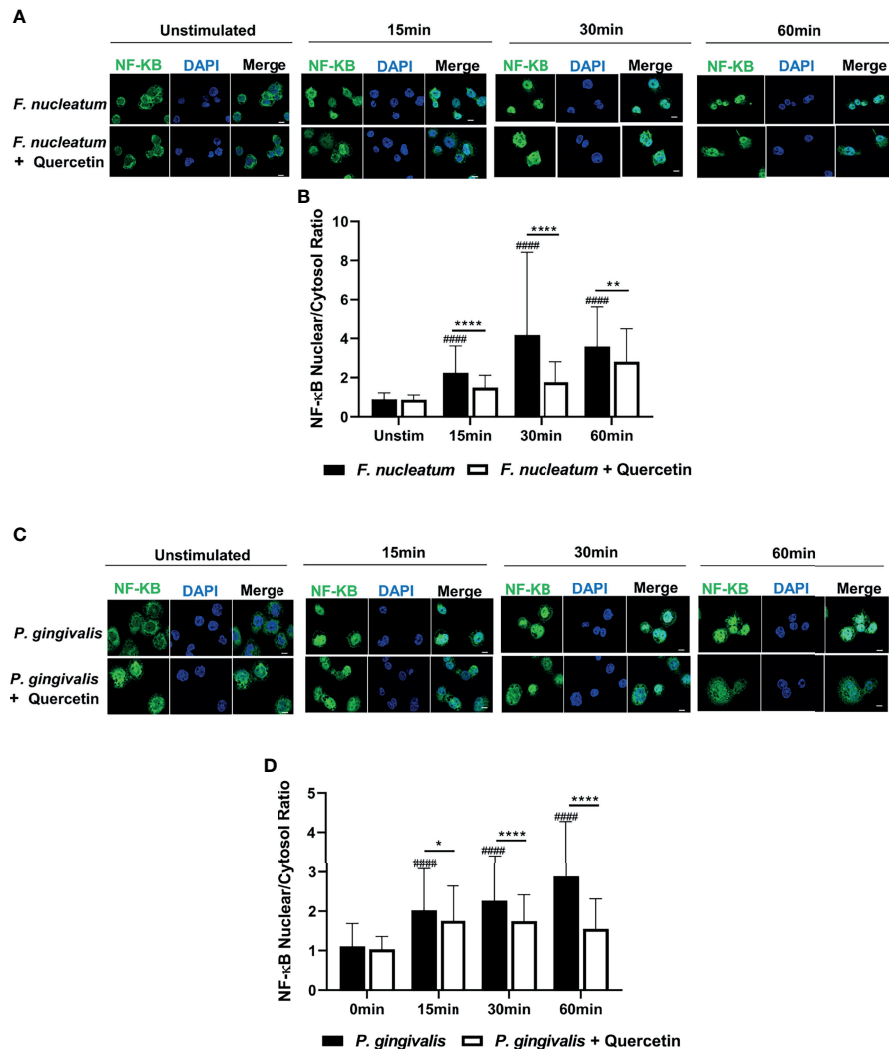 A
Unstimulated 15min 30min 60min
NF-KB DAPI Merge NF-KB DAPI Merge NF-KB DAPI Merge NF-KB DAPI Merge
F. nucleatum
F. nucleatum
+ Quercetin
B
NF-κB Nuclear/Cytosol Ratio
10
8
6
4
2
0
#### ****
#### ****
#### **
Unstim 15min 30min 60min
F. nucleatum F. nucleatum + Quercetin
C
Unstimulated 15min 30min 60min
NF-KB DAPI Merge NF-KB DAPI Merge NF-KB DAPI Merge NF-KB DAPI Merge
P. gingivalis
P. gingivalis
+ Quercetin
D
NF-κB Nuclear/Cytosol Ratio
5
4
3
2
1
0
#### *
#### ****
#### ****
0min 15min 30min 60min
P. gingivalis P. gingivalis + Quercetin